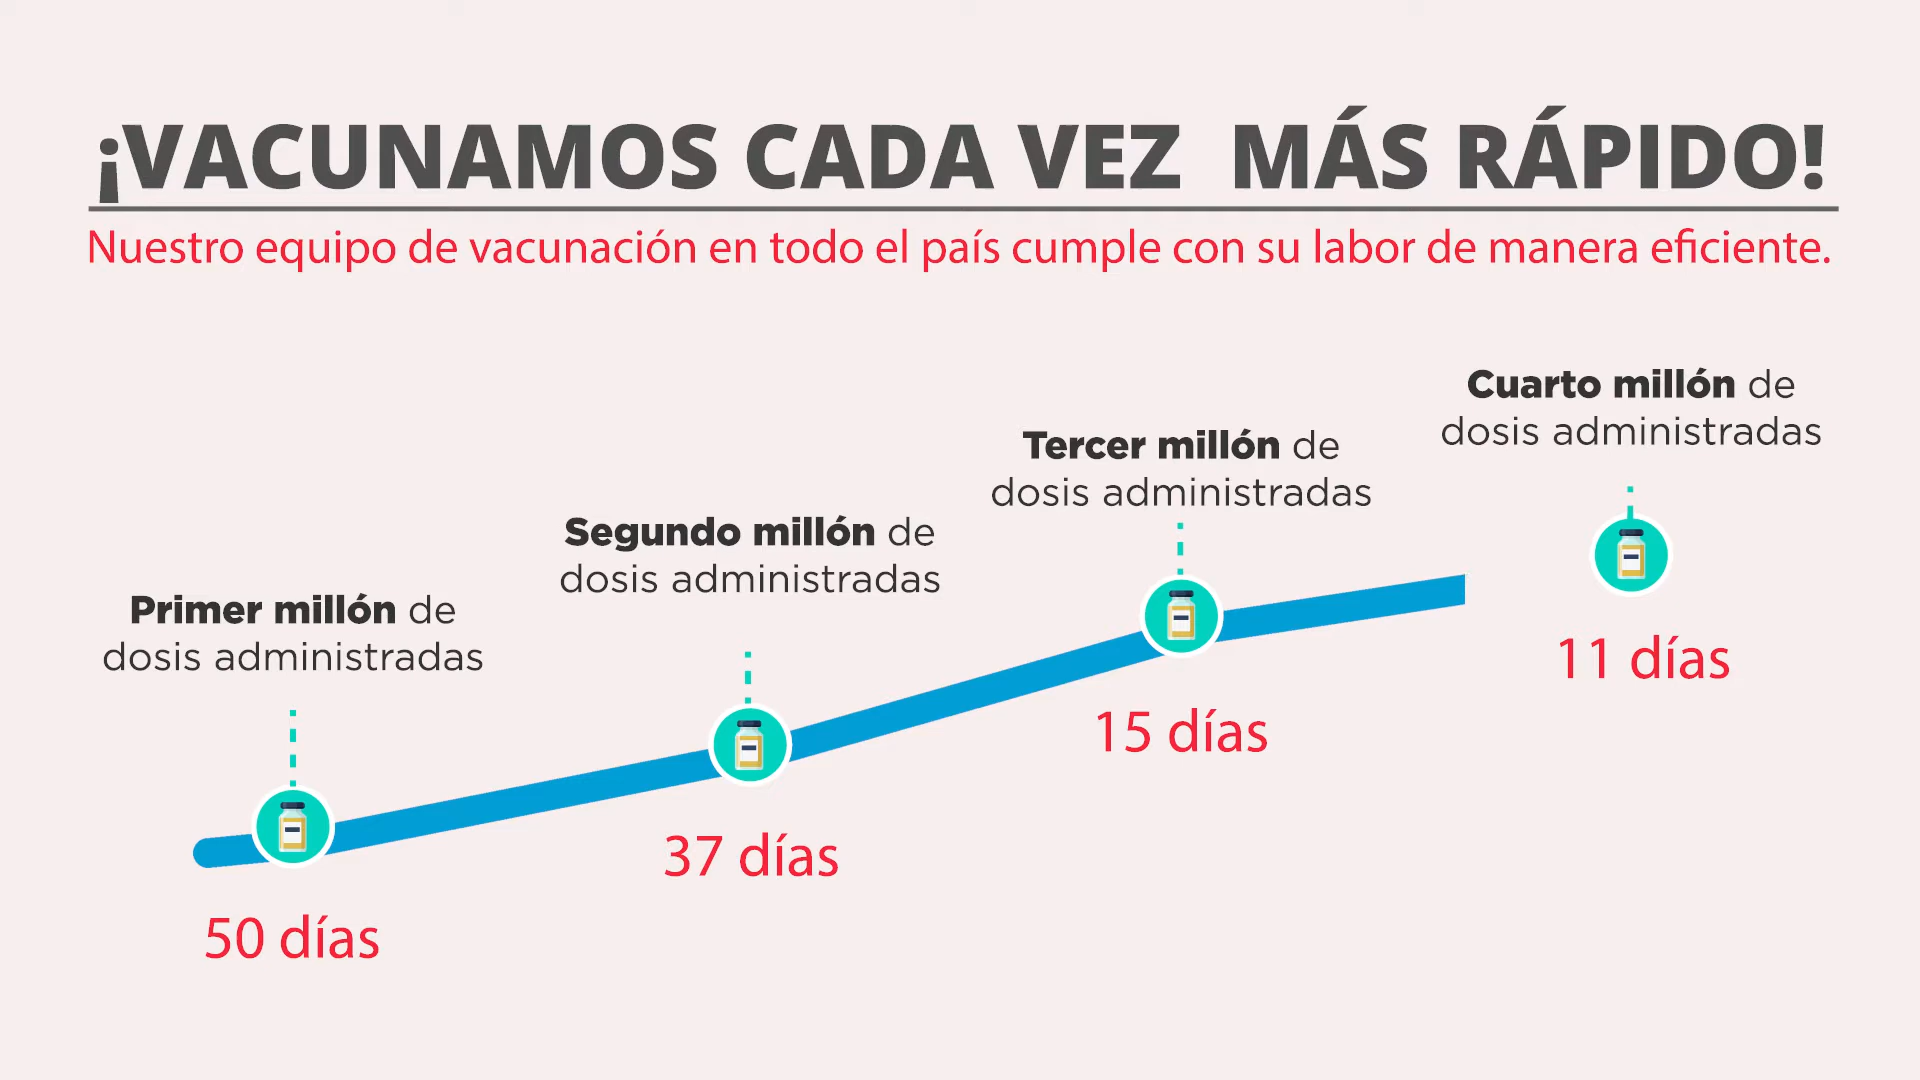 ¡VACUNAMOS CADA VEZ MÁS RÁPIDO!
Nuestro equipo de vacunación en todo el país cumple con su labor de manera eficiente.
Primer millón de
dosis administradas
50 días
Segundo millón de
dosis administradas
37 días
Tercer millón de
dosis administradas
15 días
Cuarto millón de
dosis administradas
11 días